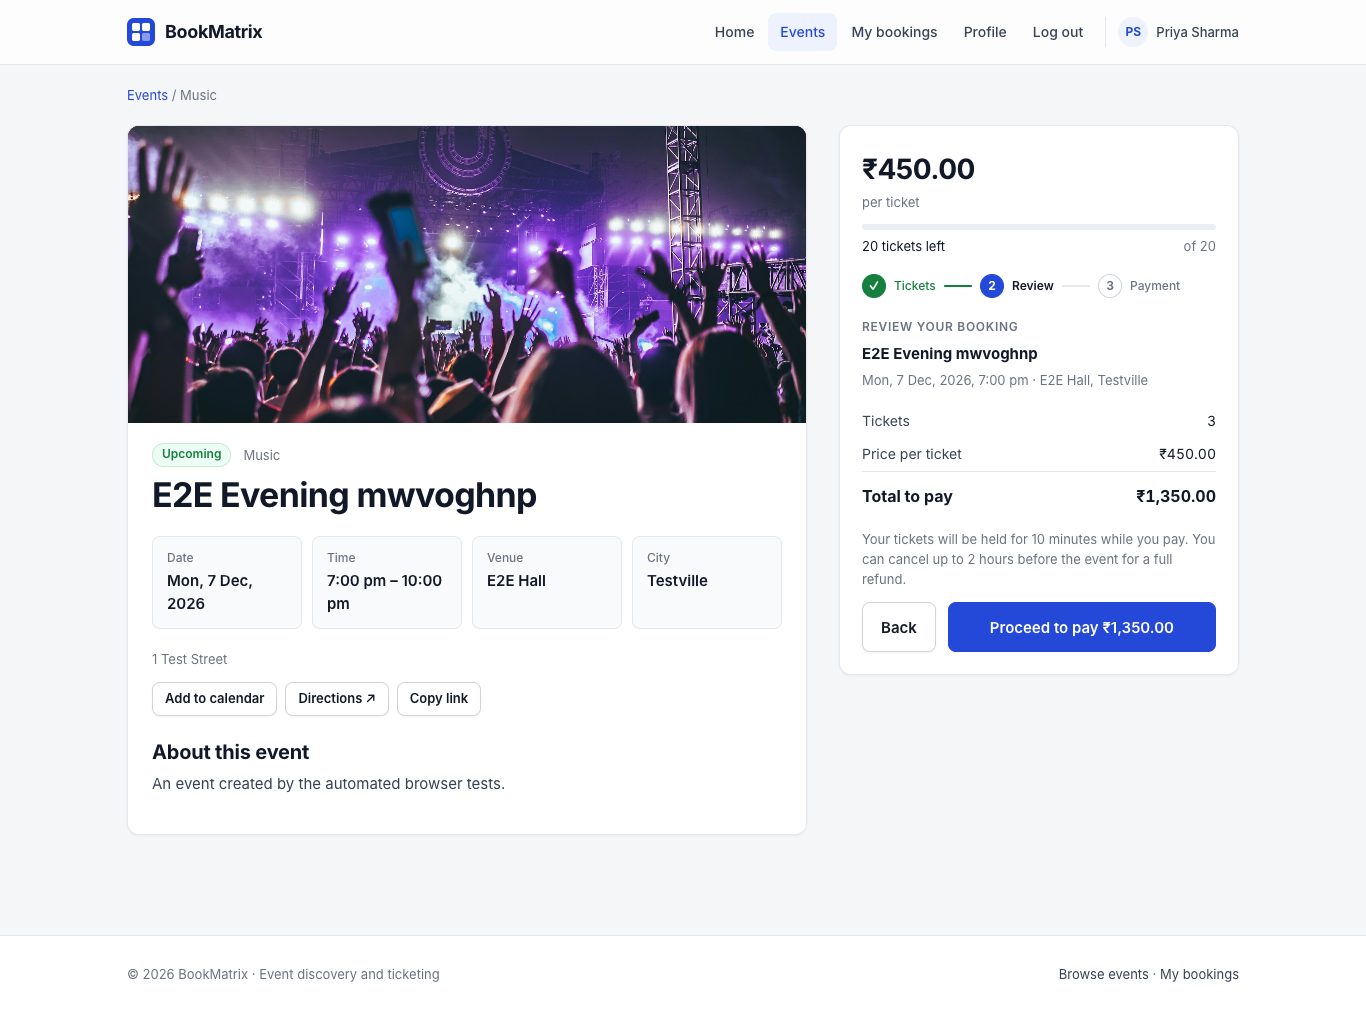 BookMatrix
Home
Events
My bookings
Profile
Log out
PS
Priya Sharma
Events / Music
Upcoming
Music
E2E Evening mwvoghnp
Date
Mon, 7 Dec,
2026
Time
7:00 pm – 10:00
pm
Venue
E2E Hall
City
Testville
1 Test Street
Add to calendar
Directions ↗
Copy link
About this event
An event created by the automated browser tests.
₹450.00
per ticket
20 tickets left
of 20
✓ Tickets
2 Review
3 Payment
REVIEW YOUR BOOKING
E2E Evening mwvoghnp
Mon, 7 Dec, 2026, 7:00 pm · E2E Hall, Testville
Tickets 3
Price per ticket ₹450.00
Total to pay ₹1,350.00
Your tickets will be held for 10 minutes while you pay. You
can cancel up to 2 hours before the event for a full
refund.
Back
Proceed to pay ₹1,350.00
© 2026 BookMatrix · Event discovery and ticketing
Browse events · My bookings